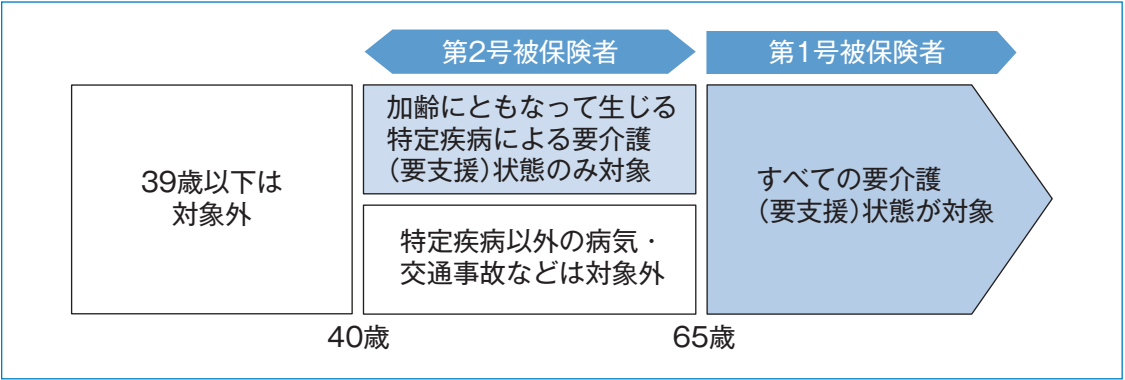 第2号被保険者
第1号被保険者
39歳以下は
対象外
加齢にともなって生じる
特定疾病による要介護
(要支援)状態のみ対象
特定疾病以外の病気・
交通事故などは対象外
すべての要介護
(要支援)状態が対象
40歳
65歳